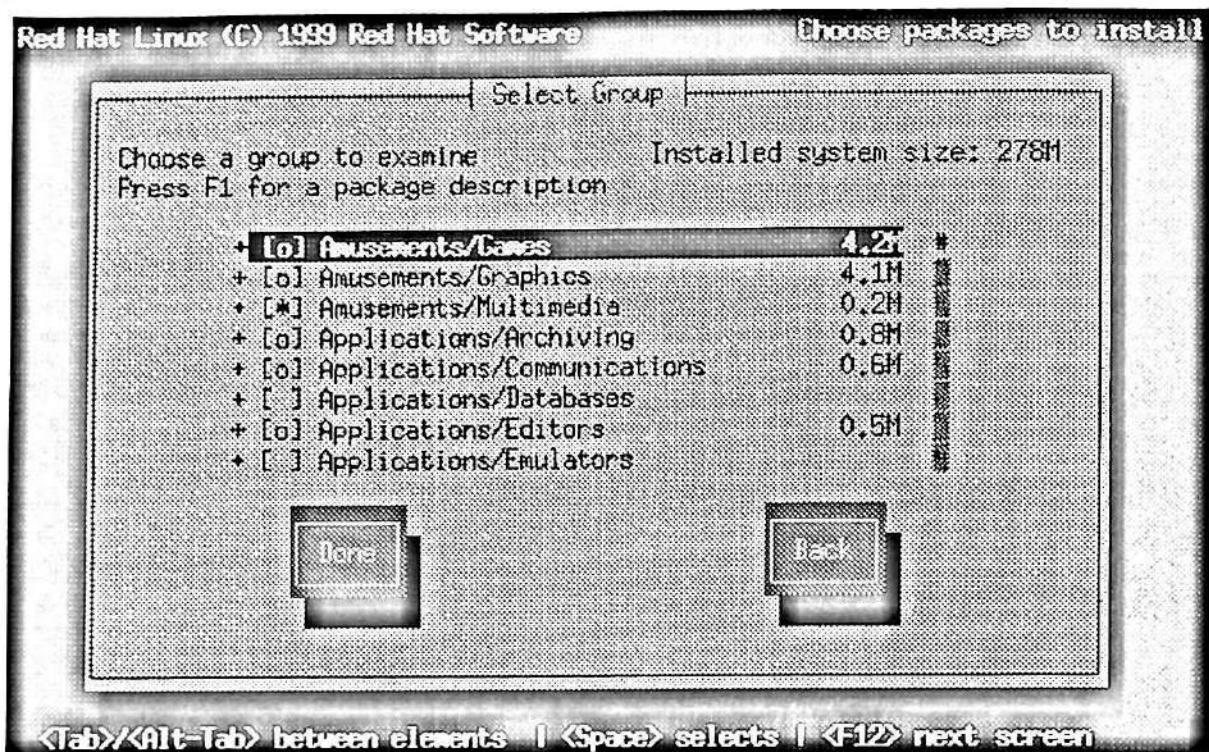 Red Hat Linux (C) 1999 Red Hat Software Choose packages to install
Select Group
Choose a group to examine Installed system size: 278M
Press F1 for a package description
+ [o] Amusements/Games 4.2M #
+ [o] Amusements/Graphics 4.1M
+ [*] Amusements/Multimedia 0.2M
+ [o] Applications/Archiving 0.8M
+ [o] Applications/Communications 0.6M
+ [ ] Applications/Databases
+ [o] Applications/Editors 0.5M
+ [ ] Applications/Emulators
Done Back
<Tab>/<Alt-Tab> between elements | <Space> selects | <F12> next screen